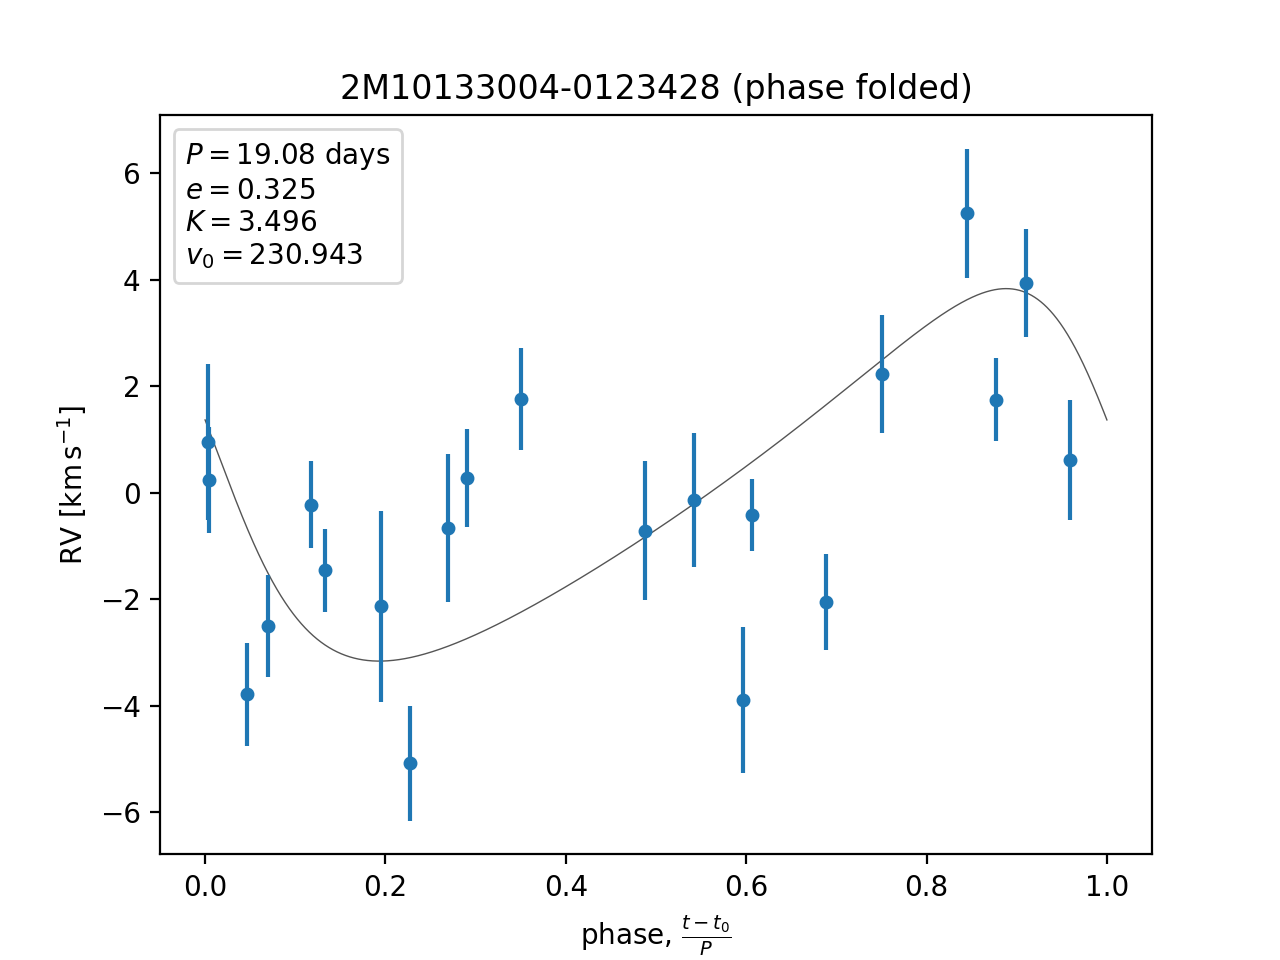 2M10133004-0123428 (phase folded)
P = 19.08 days
e = 0.325
K = 3.496
v₀ = 230.943
RV [km s⁻¹]
6
4
2
0
−2
−4
−6
0.0 0.2 0.4 0.6 0.8 1.0
phase, (t − t₀)/P